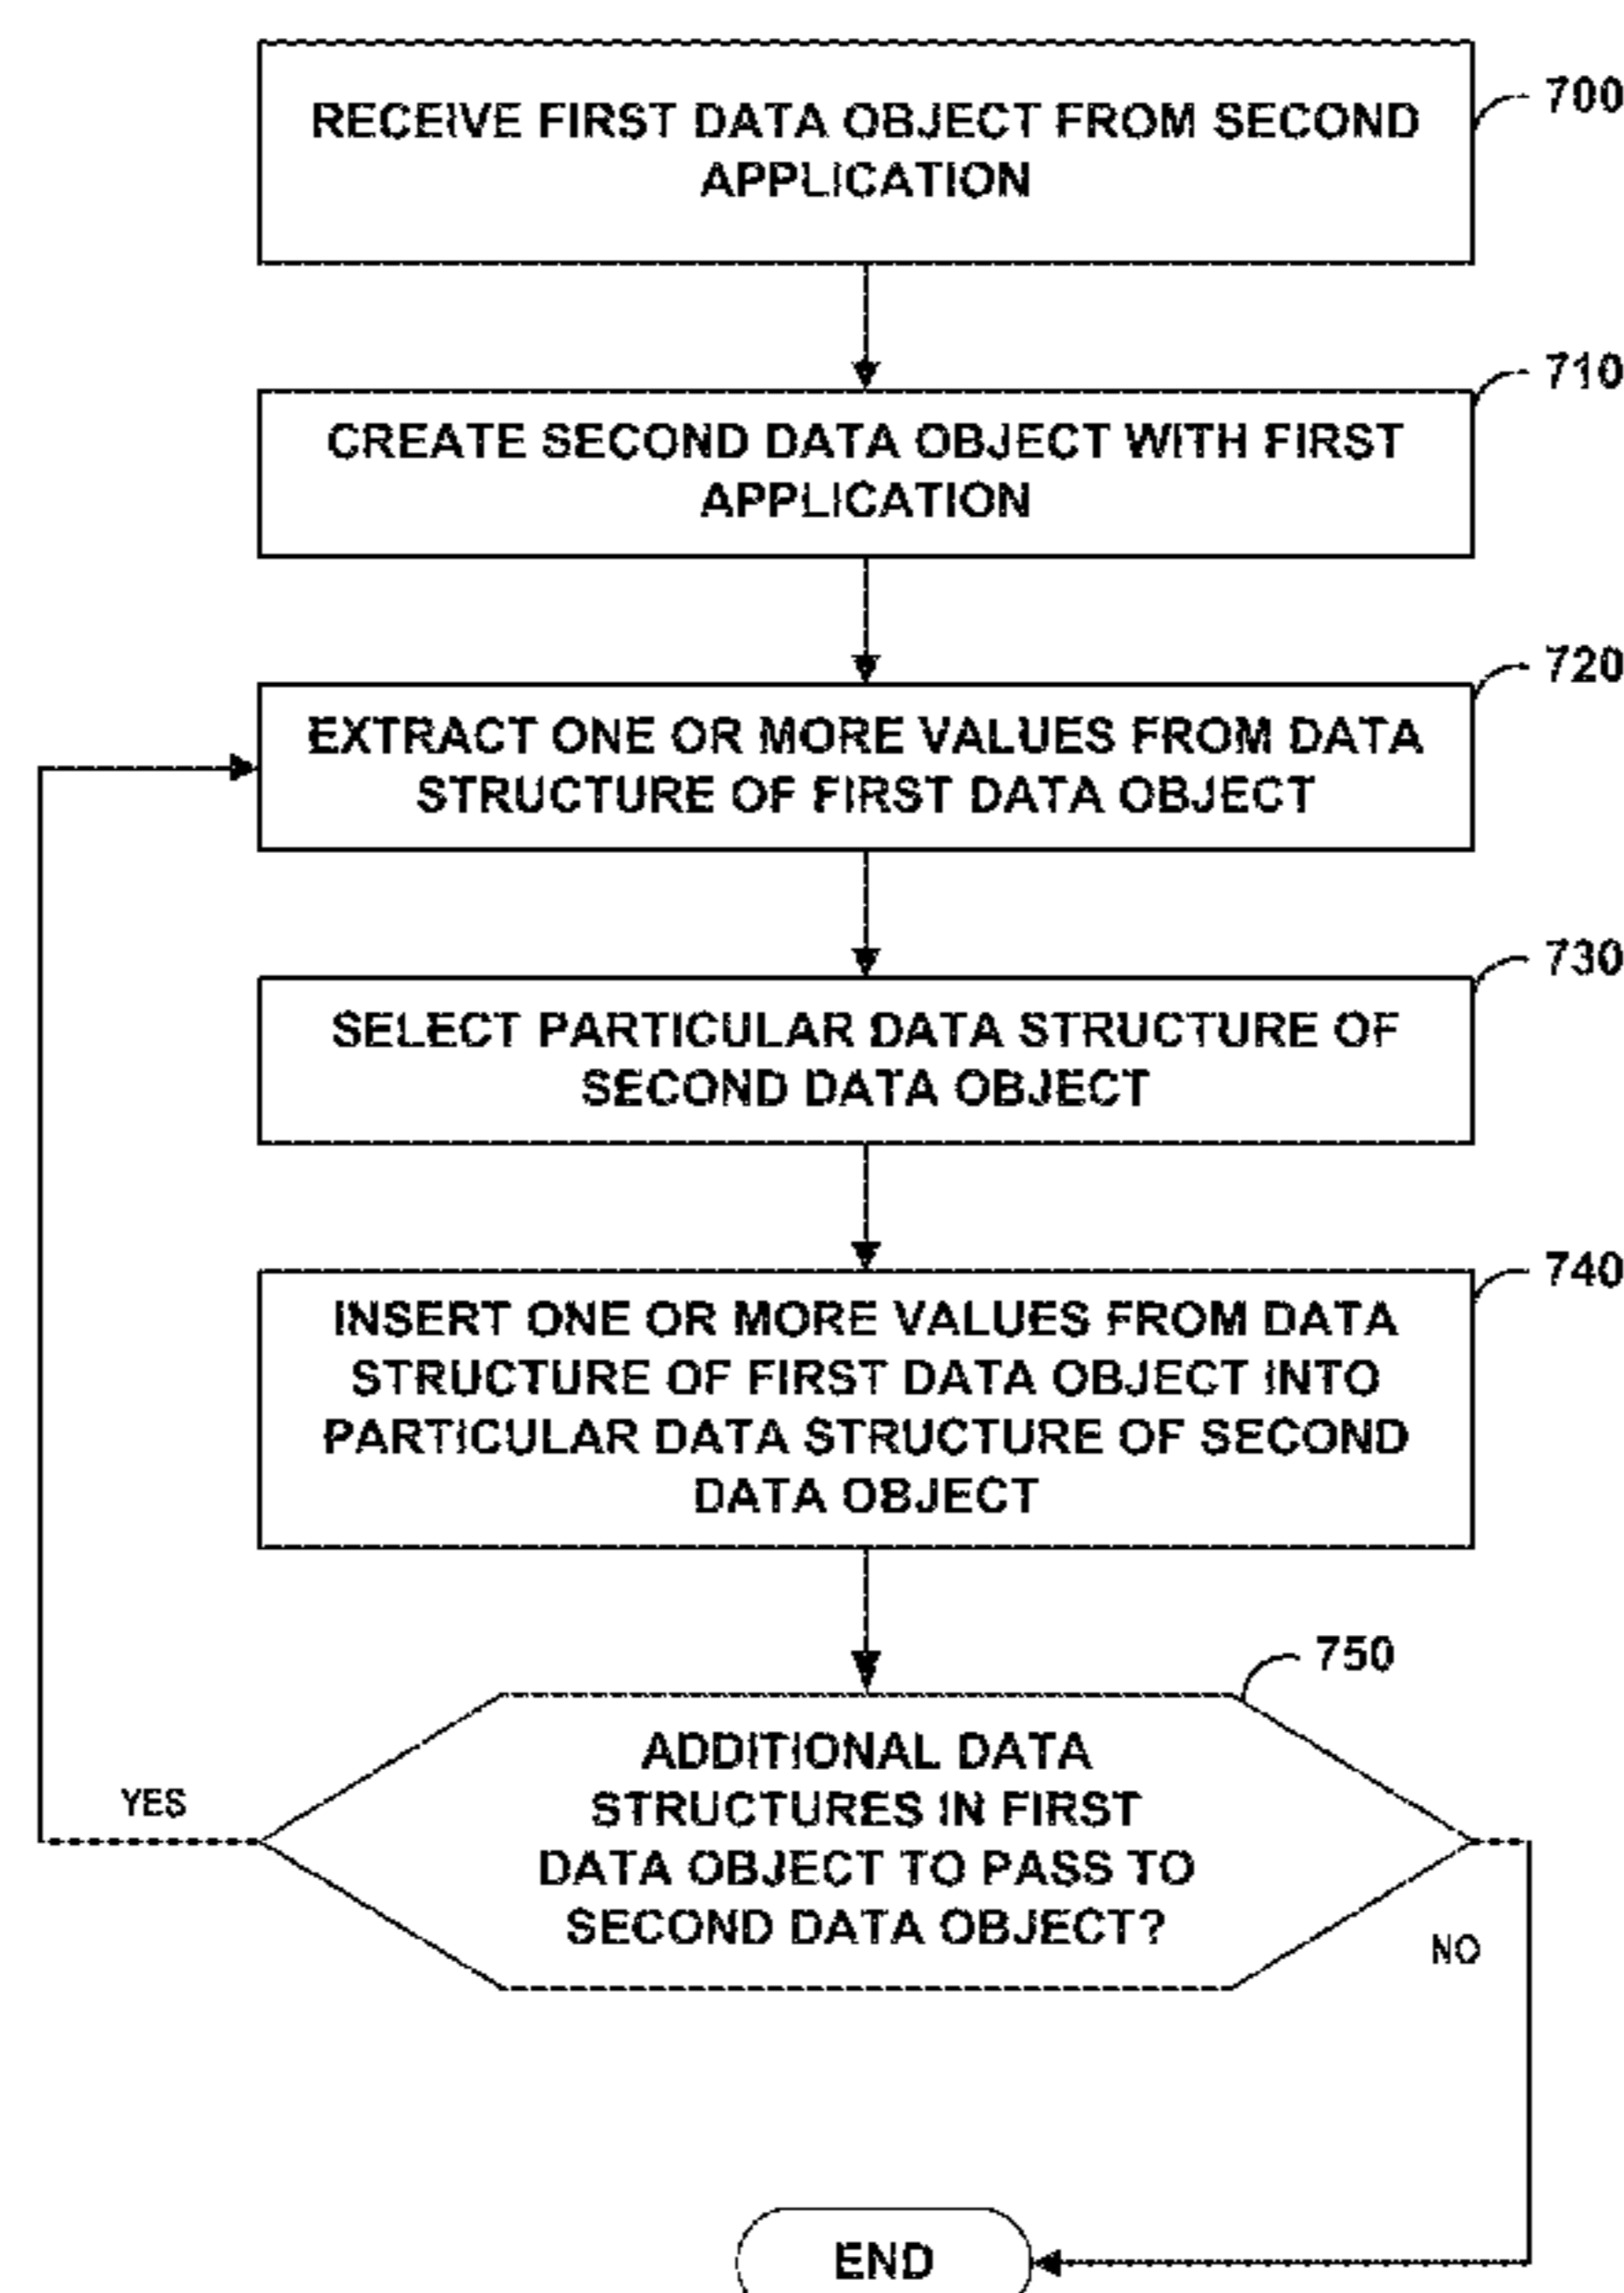 RECEIVE FIRST DATA OBJECT FROM SECOND
APPLICATION
700
CREATE SECOND DATA OBJECT WITH FIRST
APPLICATION
710
EXTRACT ONE OR MORE VALUES FROM DATA
STRUCTURE OF FIRST DATA OBJECT
720
SELECT PARTICULAR DATA STRUCTURE OF
SECOND DATA OBJECT
730
INSERT ONE OR MORE VALUES FROM DATA
STRUCTURE OF FIRST DATA OBJECT INTO
PARTICULAR DATA STRUCTURE OF SECOND
DATA OBJECT
740
ADDITIONAL DATA
STRUCTURES IN FIRST
DATA OBJECT TO PASS TO
SECOND DATA OBJECT?
750
YES
NO
END